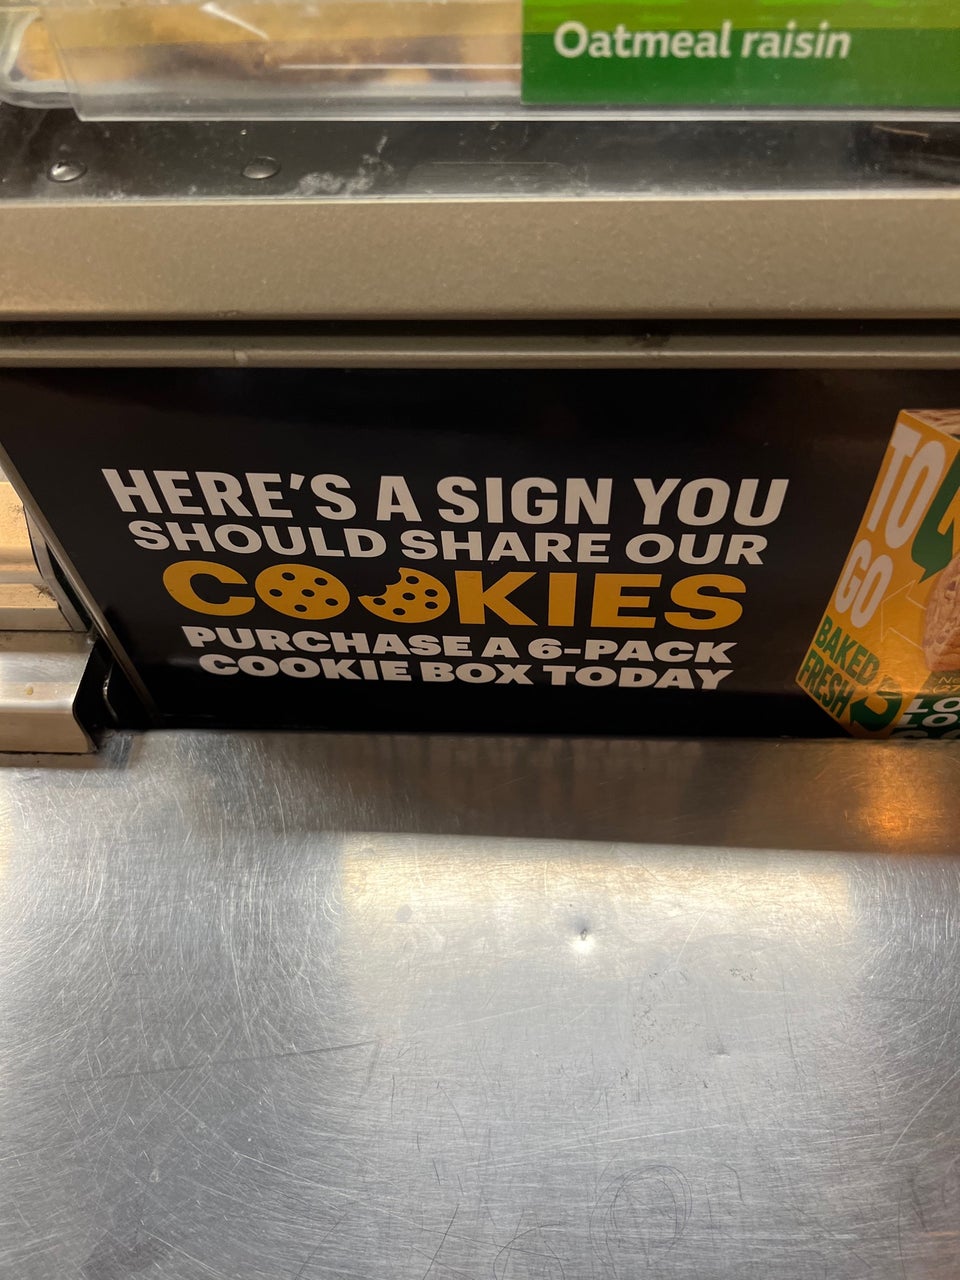 Oatmeal raisin
HERE'S A SIGN YOU
SHOULD SHARE OUR
COOKIES
PURCHASE A 6-PACK
COOKIE BOX TODAY
TO
GO
BAKED
FRESH